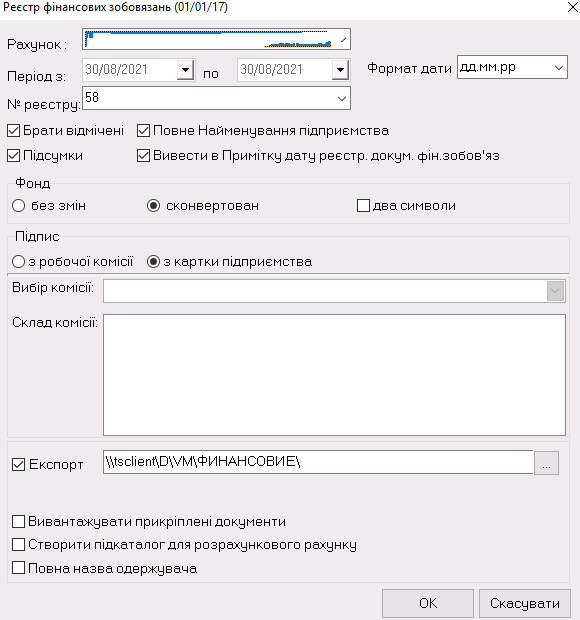 Реєстр фінансових зобовязань (01/01/17)
Рахунок :
Період з: 30/08/2021 по 30/08/2021 Формат дати дд.мм.рр
№ реєстру: 58
Брати відмічені Повне Найменування підприємства
Підсумки Вивести в Примітку дату реєстр. докум. фін.зобов'яз
Фонд
без змін сконвертован два символи
Підпис
з робочої комісії з картки підприємства
Вибір комісії:
Склад комісії:
Експорт \\tsclient\D\VM\ФИНАНСОВИЕ\ ...
Вивантажувати прикріплені документи
Створити підкаталог для розрахункового рахунку
Повна назва одержувача
OK Скасувати